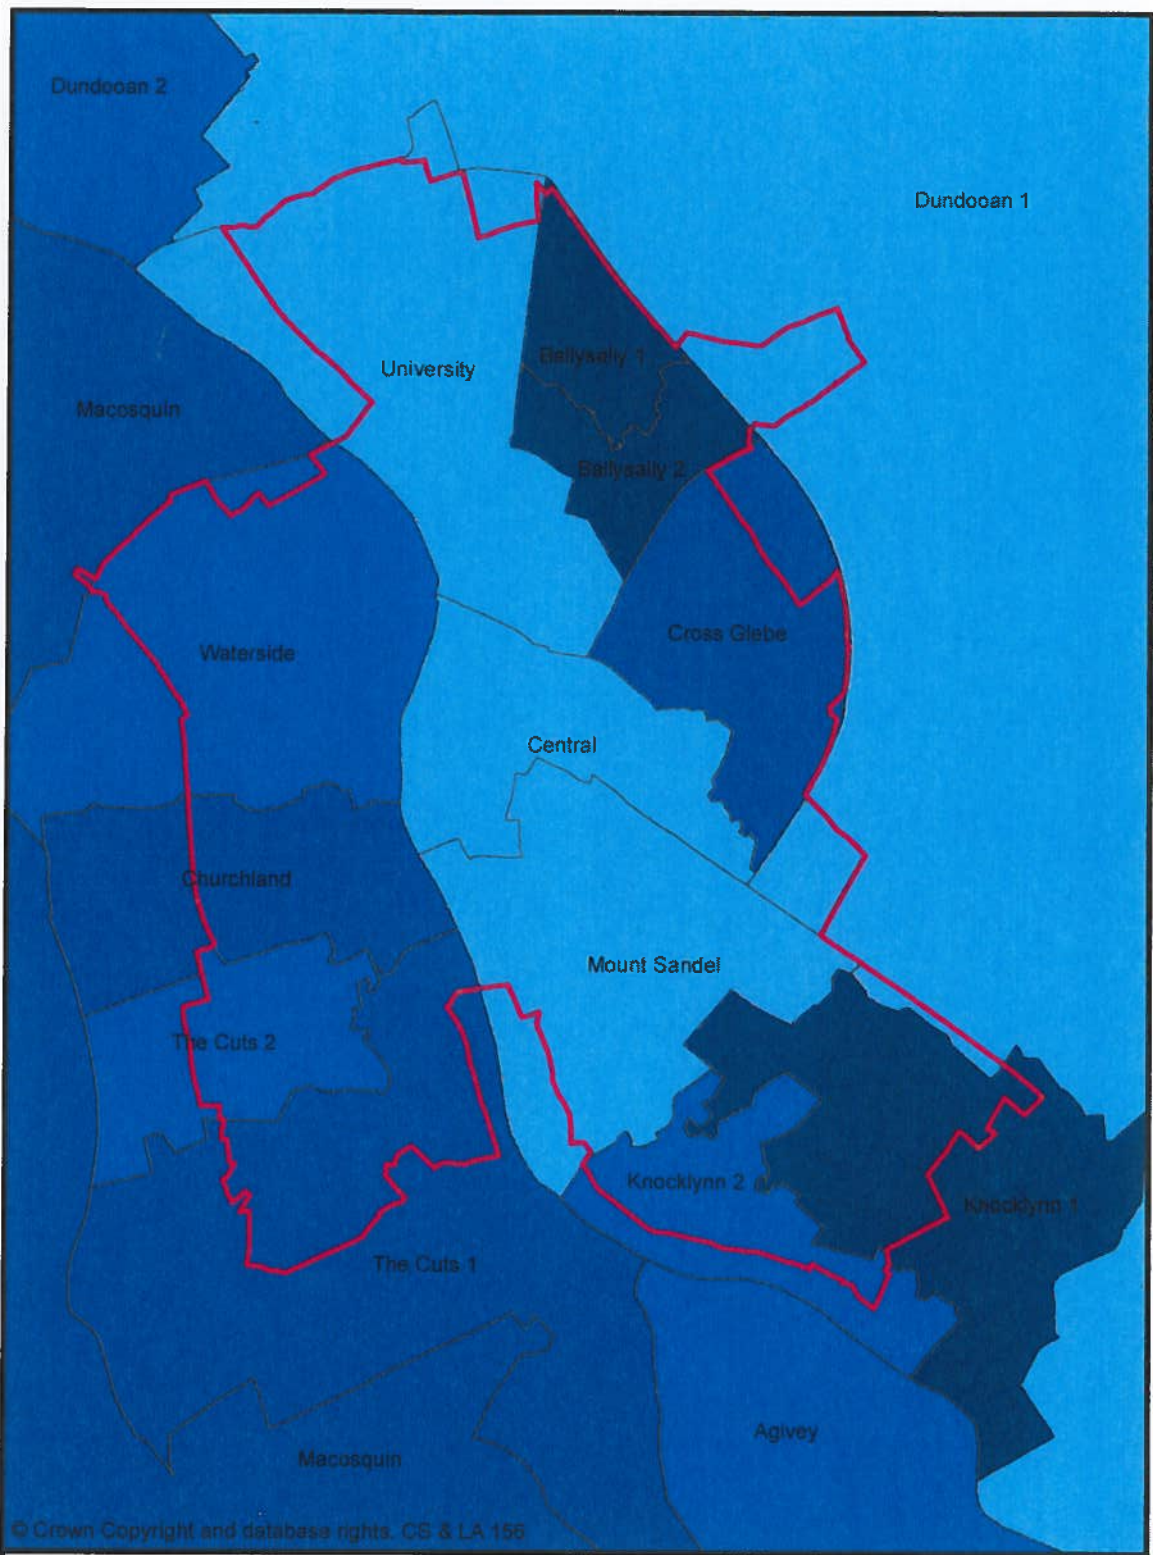 Dundooan 2
Dundooan 1
Ballysally 1
University
Macosquin
Ballysally 2
Cross Glebe
Waterside
Central
Churchland
Mount Sandel
The Cuts 2
Knocklynn 2
Knocklynn 1
The Cuts 1
Agivey
Macosquin
© Crown Copyright and database rights. CS & LA 156